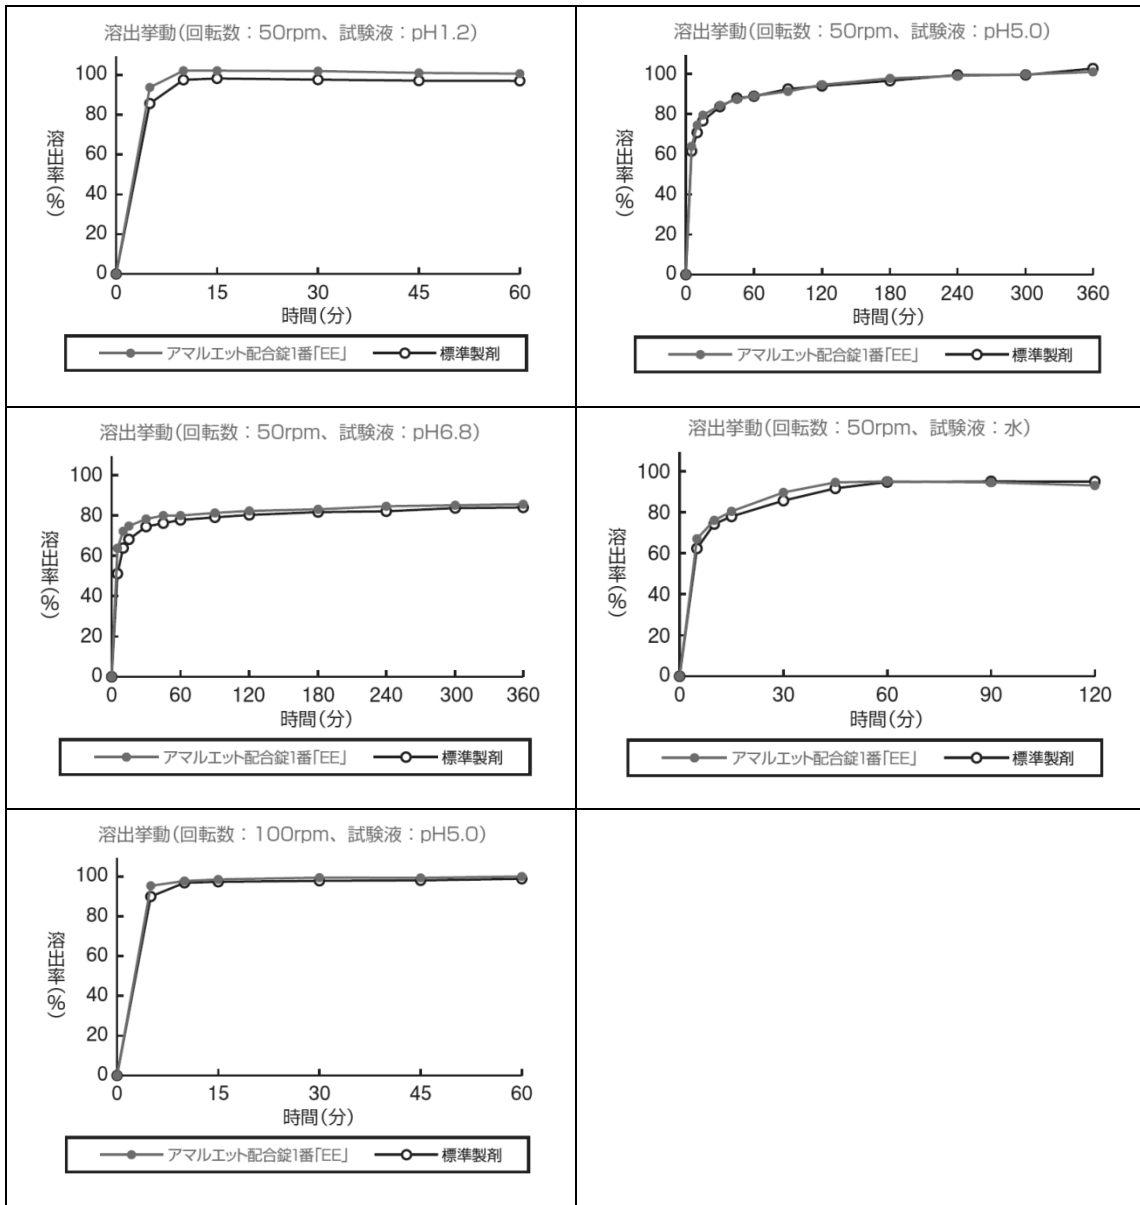 溶出挙動(回転数：50rpm、試験液：pH1.2)
100
80
60
40
20
0
溶出率(%)
0 15 30 45 60
時間(分)
アマルエット配合錠1番「EE」 標準製剤
溶出挙動(回転数：50rpm、試験液：pH5.0)
100
80
60
40
20
0
溶出率(%)
0 60 120 180 240 300 360
時間(分)
アマルエット配合錠1番「EE」 標準製剤
溶出挙動(回転数：50rpm、試験液：pH6.8)
100
80
60
40
20
0
溶出率(%)
0 60 120 180 240 300 360
時間(分)
アマルエット配合錠1番「EE」 標準製剤
溶出挙動(回転数：50rpm、試験液：水)
100
80
60
40
20
0
溶出率(%)
0 30 60 90 120
時間(分)
アマルエット配合錠1番「EE」 標準製剤
溶出挙動(回転数：100rpm、試験液：pH5.0)
100
80
60
40
20
0
溶出率(%)
0 15 30 45 60
時間(分)
アマルエット配合錠1番「EE」 標準製剤